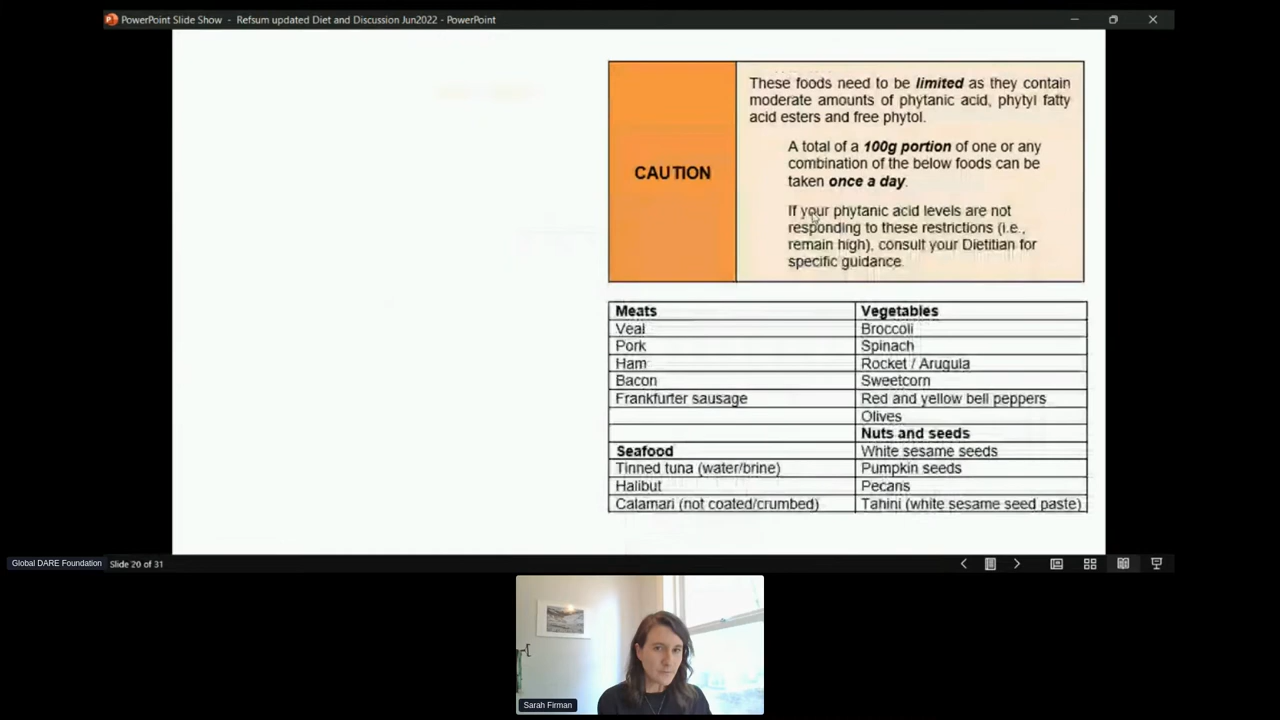 PowerPoint Slide Show - Refsum updated Diet and Discussion Jun2022 - PowerPoint
CAUTION
These foods need to be limited as they contain
moderate amounts of phytanic acid, phytyl fatty
acid esters and free phytol.
A total of a 100g portion of one or any
combination of the below foods can be
taken once a day.
If your phytanic acid levels are not
responding to these restrictions (i.e.,
remain high), consult your Dietitian for
specific guidance.
Meats Vegetables
Veal Broccoli
Pork Spinach
Ham Rocket / Arugula
Bacon Sweetcorn
Frankfurter sausage Red and yellow bell peppers
Olives
Nuts and seeds
Seafood White sesame seeds
Tinned tuna (water/brine) Pumpkin seeds
Halibut Pecans
Calamari (not coated/crumbed) Tahini (white sesame seed paste)
Global DARE Foundation Slide 20 of 31
Sarah Firman